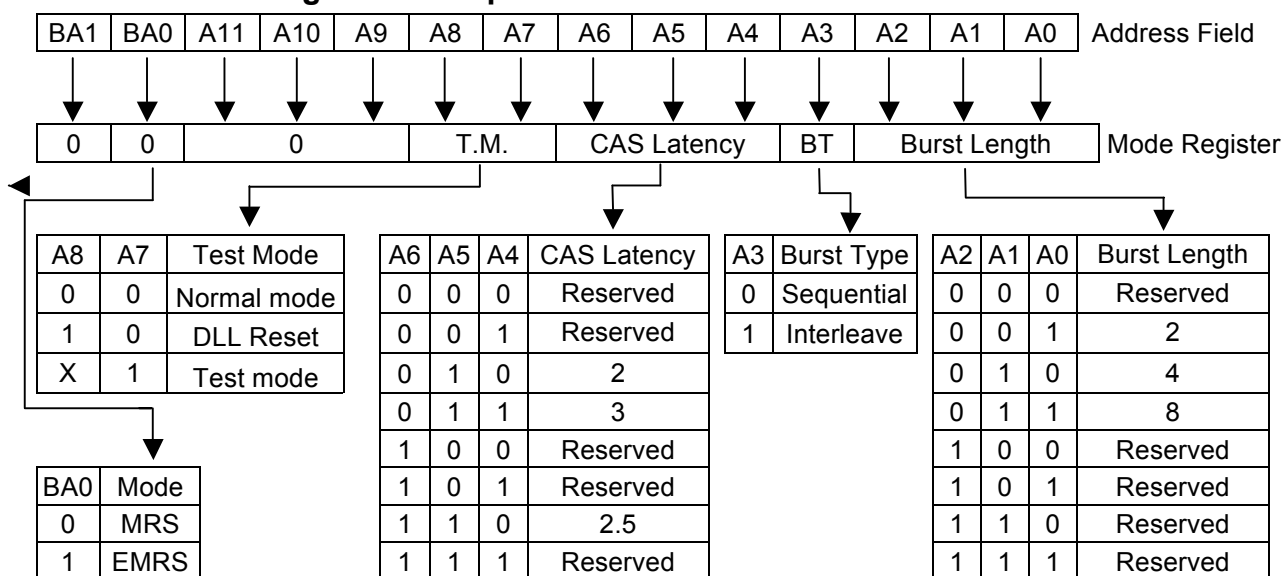 BA1 BA0 A11 A10 A9 A8 A7 A6 A5 A4 A3 A2 A1 A0 Address Field
0 0 0 T.M. CAS Latency BT Burst Length Mode Register
A8 A7 Test Mode
0 0 Normal mode
1 0 DLL Reset
X 1 Test mode
BA0 Mode
0 MRS
1 EMRS
A6 A5 A4 CAS Latency
0 0 0 Reserved
0 0 1 Reserved
0 1 0 2
0 1 1 3
1 0 0 Reserved
1 0 1 Reserved
1 1 0 2.5
1 1 1 Reserved
A3 Burst Type
0 Sequential
1 Interleave
A2 A1 A0 Burst Length
0 0 0 Reserved
0 0 1 2
0 1 0 4
0 1 1 8
1 0 0 Reserved
1 0 1 Reserved
1 1 0 Reserved
1 1 1 Reserved